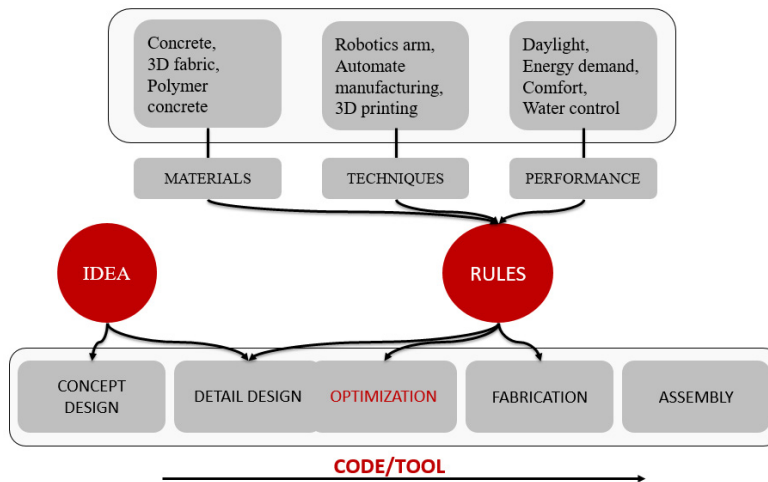 Concrete,
3D fabric,
Polymer
concrete
Robotics arm,
Automate
manufacturing,
3D printing
Daylight,
Energy demand,
Comfort,
Water control
MATERIALS
TECHNIQUES
PERFORMANCE
IDEA
RULES
CONCEPT
DESIGN
DETAIL DESIGN
OPTIMIZATION
FABRICATION
ASSEMBLY
CODE/TOOL